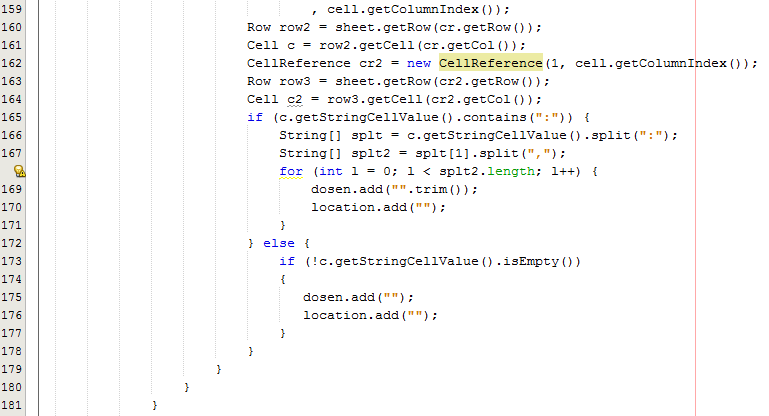 159 , cell.getColumnIndex());
160 Row row2 = sheet.getRow(cr.getRow());
161 Cell c = row2.getCell(cr.getCol());
162 CellReference cr2 = new CellReference(1, cell.getColumnIndex());
163 Row row3 = sheet.getRow(cr2.getRow());
164 Cell c2 = row3.getCell(cr2.getCol());
165 if (c.getStringCellValue().contains(":")) {
166 String[] splt = c.getStringCellValue().split(":");
167 String[] splt2 = splt[1].split(",");
for (int l = 0; l < splt2.length; l++) {
169 dosen.add("".trim());
170 location.add("");
171 }
172 } else {
173 if (!c.getStringCellValue().isEmpty())
174 {
175 dosen.add("");
176 location.add("");
177 }
178 }
179 }
180 }
181 }